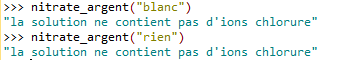 >>> nitrate_argent("blanc")
"la solution ne contient pas d'ions chlorure"
>>> nitrate_argent("rien")
"la solution ne contient pas d'ions chlorure"